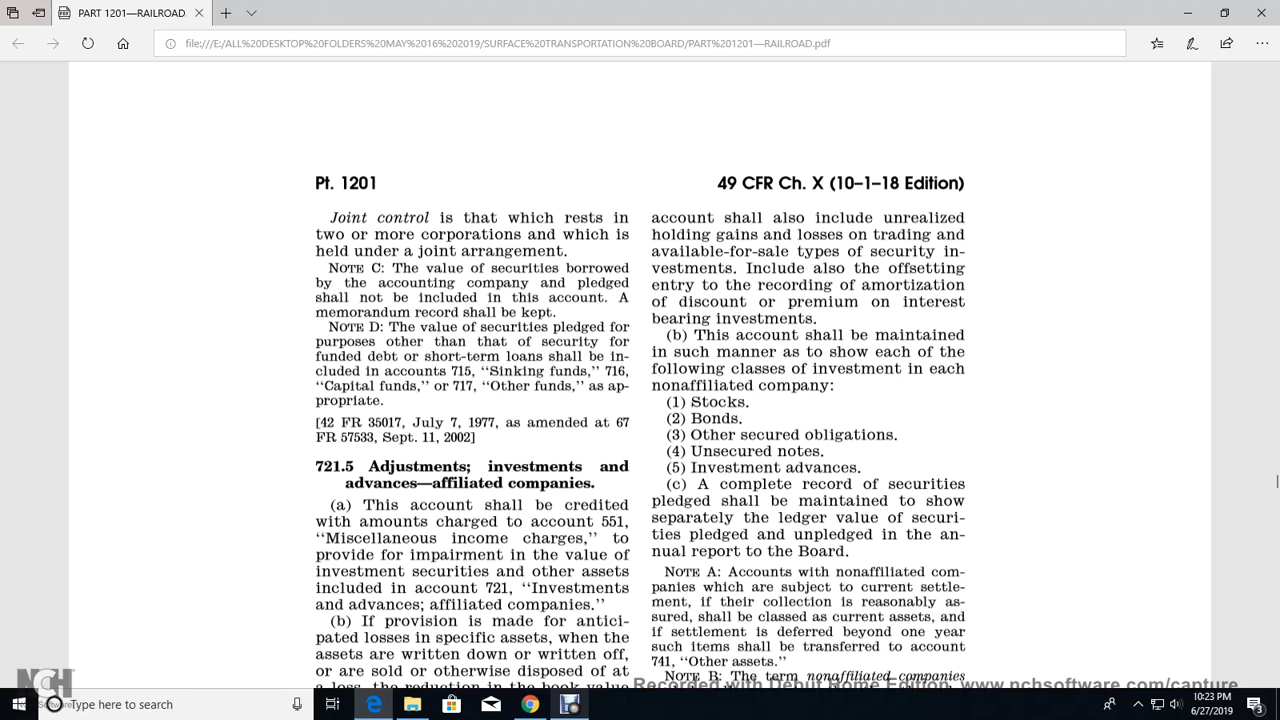 PART 1201—RAILROAD.
file:///E:/ALL%20DESKTOP%20FOLDERS%20MAY%2016%202019/SURFACE%20TRANSPORTATION%20BOARD/PART%201201—RAILROAD.pdf
Pt. 1201
49 CFR Ch. X (10–1–18 Edition)
Joint control is that which rests in
two or more corporations and which is
held under a joint arrangement.
NOTE C: The value of securities borrowed
by the accounting company and pledged
shall not be included in this account. A
memorandum record shall be kept.
NOTE D: The value of securities pledged for
purposes other than that of security for
funded debt or short-term loans shall be in-
cluded in accounts 715, ‘‘Sinking funds,’’ 716,
‘‘Capital funds,’’ or 717, ‘‘Other funds,’’ as ap-
propriate.
[42 FR 35017, July 7, 1977, as amended at 67
FR 57533, Sept. 11, 2002]
721.5 Adjustments; investments and
advances—affiliated companies.
(a) This account shall be credited
with amounts charged to account 551,
‘‘Miscellaneous income charges,’’ to
provide for impairment in the value of
investment securities and other assets
included in account 721, ‘‘Investments
and advances; affiliated companies.’’
(b) If provision is made for antici-
pated losses in specific assets, when the
assets are written down or written off,
or are sold or otherwise disposed of at
a loss, the reduction in the book value
account shall also include unrealized
holding gains and losses on trading and
available-for-sale types of security in-
vestments. Include also the offsetting
entry to the recording of amortization
of discount or premium on interest
bearing investments.
(b) This account shall be maintained
in such manner as to show each of the
following classes of investment in each
nonaffiliated company:
(1) Stocks.
(2) Bonds.
(3) Other secured obligations.
(4) Unsecured notes.
(5) Investment advances.
(c) A complete record of securities
pledged shall be maintained to show
separately the ledger value of securi-
ties pledged and unpledged in the an-
nual report to the Board.
NOTE A: Accounts with nonaffiliated com-
panies which are subject to current settle-
ment, if their collection is reasonably as-
sured, shall be classed as current assets, and
if settlement is deferred beyond one year
such items shall be transferred to account
741, ‘‘Other assets.’’
NOTE B: The term nonaffiliated companies
Recorded with Debut Home Edition. www.nchsoftware.com/capture
NCH
Software
Type here to search
10:23 PM
6/27/2019